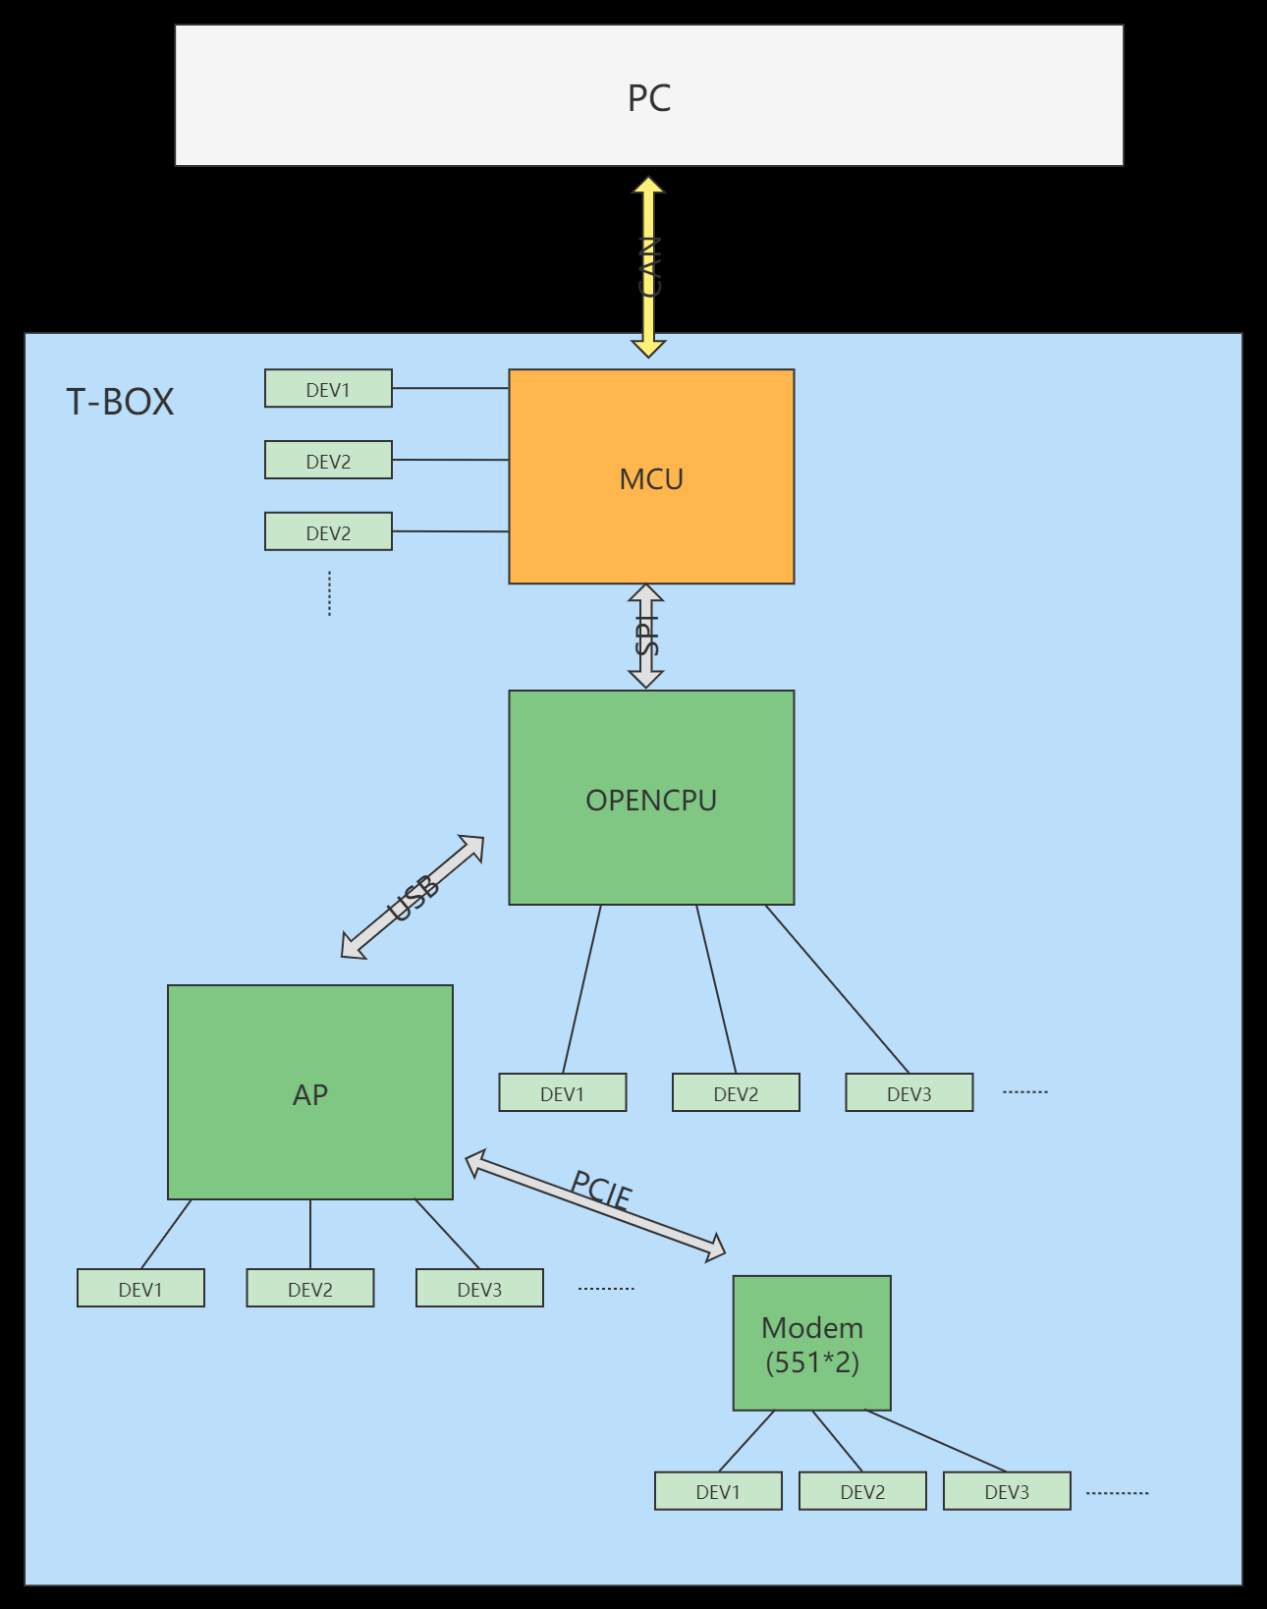 PC
CAN
T-BOX
DEV1
DEV2
DEV2
MCU
SPI
OPENCPU
USB
AP
DEV1
DEV2
DEV3
PCIE
DEV1
DEV2
DEV3
Modem
(551*2)
DEV1
DEV2
DEV3